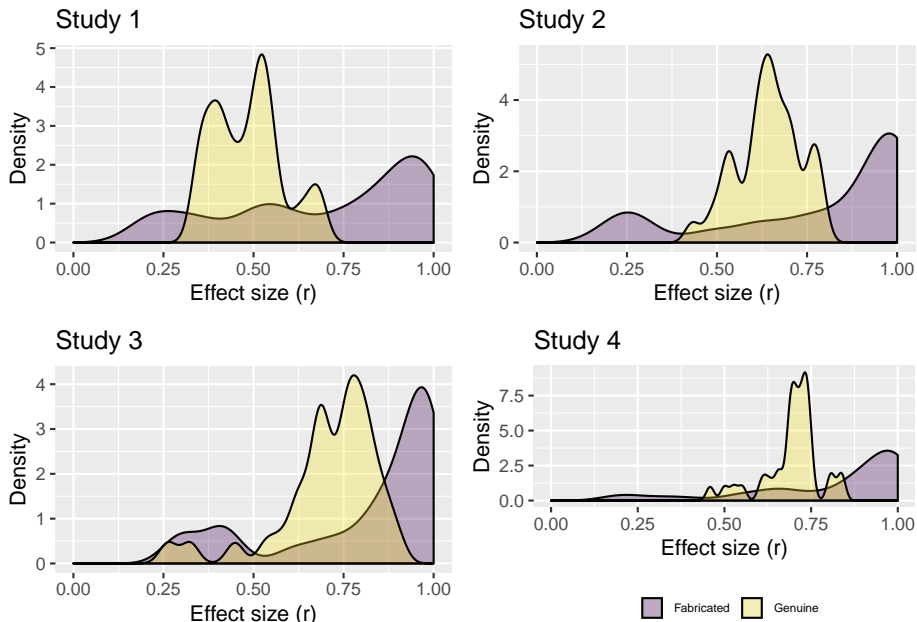 Study 1
Study 2
5
4
3
2
1
0
Density
0.00 0.25 0.50 0.75 1.00
Effect size (r)
4
2
0
Density
0.00 0.25 0.50 0.75 1.00
Effect size (r)
Study 3
Study 4
4
3
2
1
0
Density
0.00 0.25 0.50 0.75 1.00
Effect size (r)
7.5
5.0
2.5
0.0
Density
0.00 0.25 0.50 0.75 1.00
Effect size (r)
Fabricated Genuine